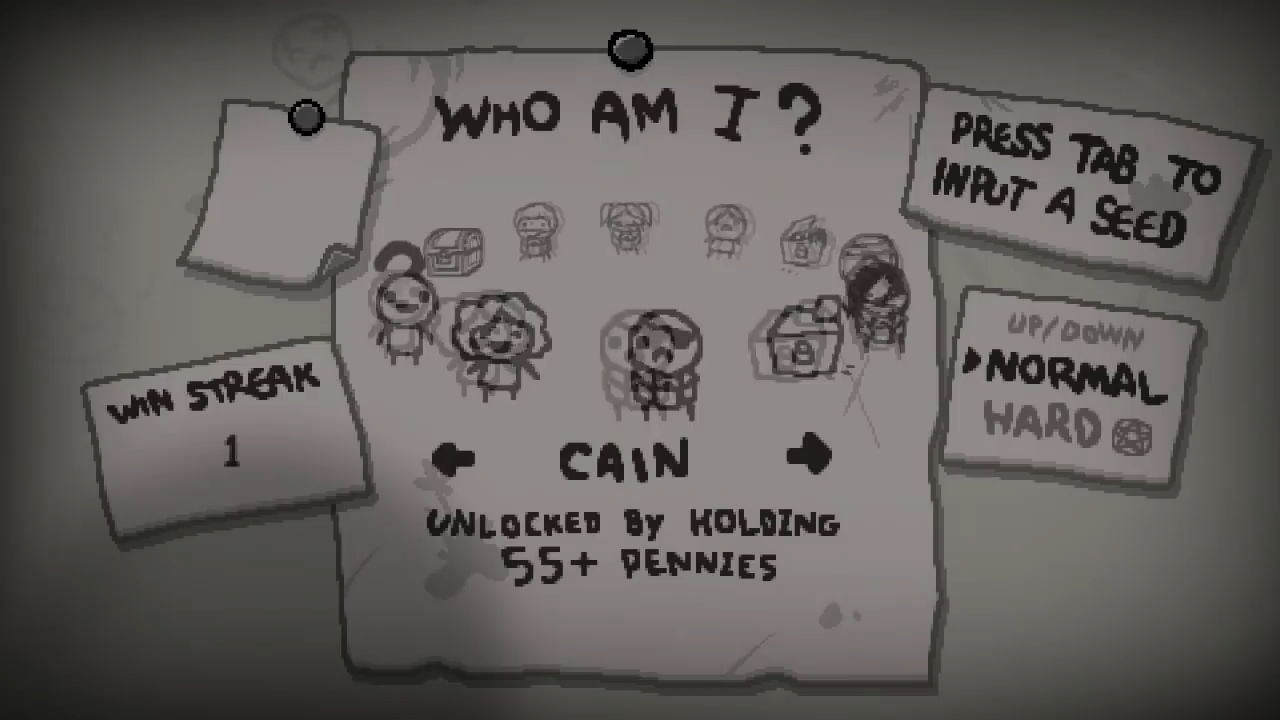 WHO AM I?
PRESS TAB TO
INPUT A SEED
UP/DOWN
NORMAL
HARD
WIN STREAK
1
CAIN
UNLOCKED BY HOLDING
55+ PENNIES